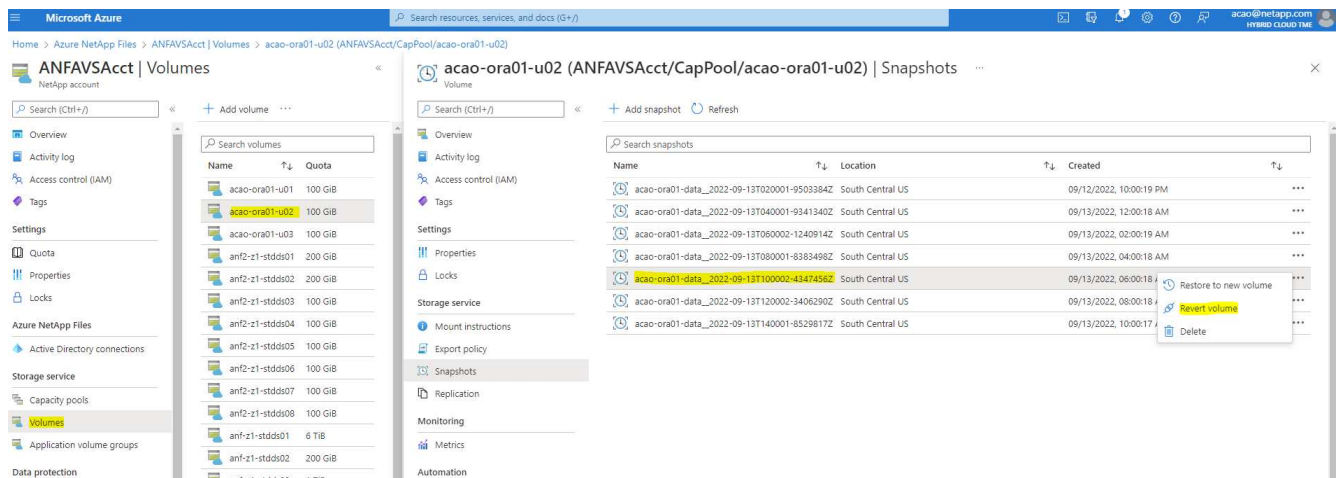 Microsoft Azure
Search resources, services, and docs (G+/)
acao@netapp.com
HYBRID CLOUD TME
Home > Azure NetApp Files > ANFAVSAcct | Volumes > acao-ora01-u02 (ANFAVSAcct/CapPool/acao-ora01-u02)
ANFAVSAcct | Volumes
NetApp account
Search (Ctrl+/)
Overview
Activity log
Access control (IAM)
Tags
Settings
Quota
Properties
Locks
Azure NetApp Files
Active Directory connections
Storage service
Capacity pools
Volumes
Application volume groups
Data protection
+ Add volume ...
Search volumes
Name ↑↓ Quota
acao-ora01-u01 100 GiB
acao-ora01-u02 100 GiB
acao-ora01-u03 100 GiB
anf2-z1-stdds01 200 GiB
anf2-z1-stdds02 200 GiB
anf2-z1-stdds03 100 GiB
anf2-z1-stdds04 100 GiB
anf2-z1-stdds05 100 GiB
anf2-z1-stdds06 100 GiB
anf2-z1-stdds07 100 GiB
anf2-z1-stdds08 100 GiB
anf-z1-stdds01 6 TiB
anf-z1-stdds02 200 GiB
acao-ora01-u02 (ANFAVSAcct/CapPool/acao-ora01-u02) | Snapshots ...
Volume
Search (Ctrl+/)
Overview
Activity log
Access control (IAM)
Tags
Settings
Properties
Locks
Storage service
Mount instructions
Export policy
Snapshots
Replication
Monitoring
Metrics
Automation
+ Add snapshot Refresh
Search snapshots
Name ↑↓ Location ↑↓ Created ↑↓
acao-ora01-data__2022-09-13T020001-9503384Z South Central US 09/12/2022, 10:00:19 PM ...
acao-ora01-data__2022-09-13T040001-9341340Z South Central US 09/13/2022, 12:00:18 AM ...
acao-ora01-data__2022-09-13T060002-1240914Z South Central US 09/13/2022, 02:00:19 AM ...
acao-ora01-data__2022-09-13T080001-8383498Z South Central US 09/13/2022, 04:00:18 AM ...
acao-ora01-data__2022-09-13T100002-4347456Z South Central US 09/13/2022, 06:00:18 ...
acao-ora01-data__2022-09-13T120002-3406290Z South Central US 09/13/2022, 08:00:18 ...
acao-ora01-data__2022-09-13T140001-8529817Z South Central US 09/13/2022, 10:00:17 ...
Restore to new volume
Revert volume
Delete